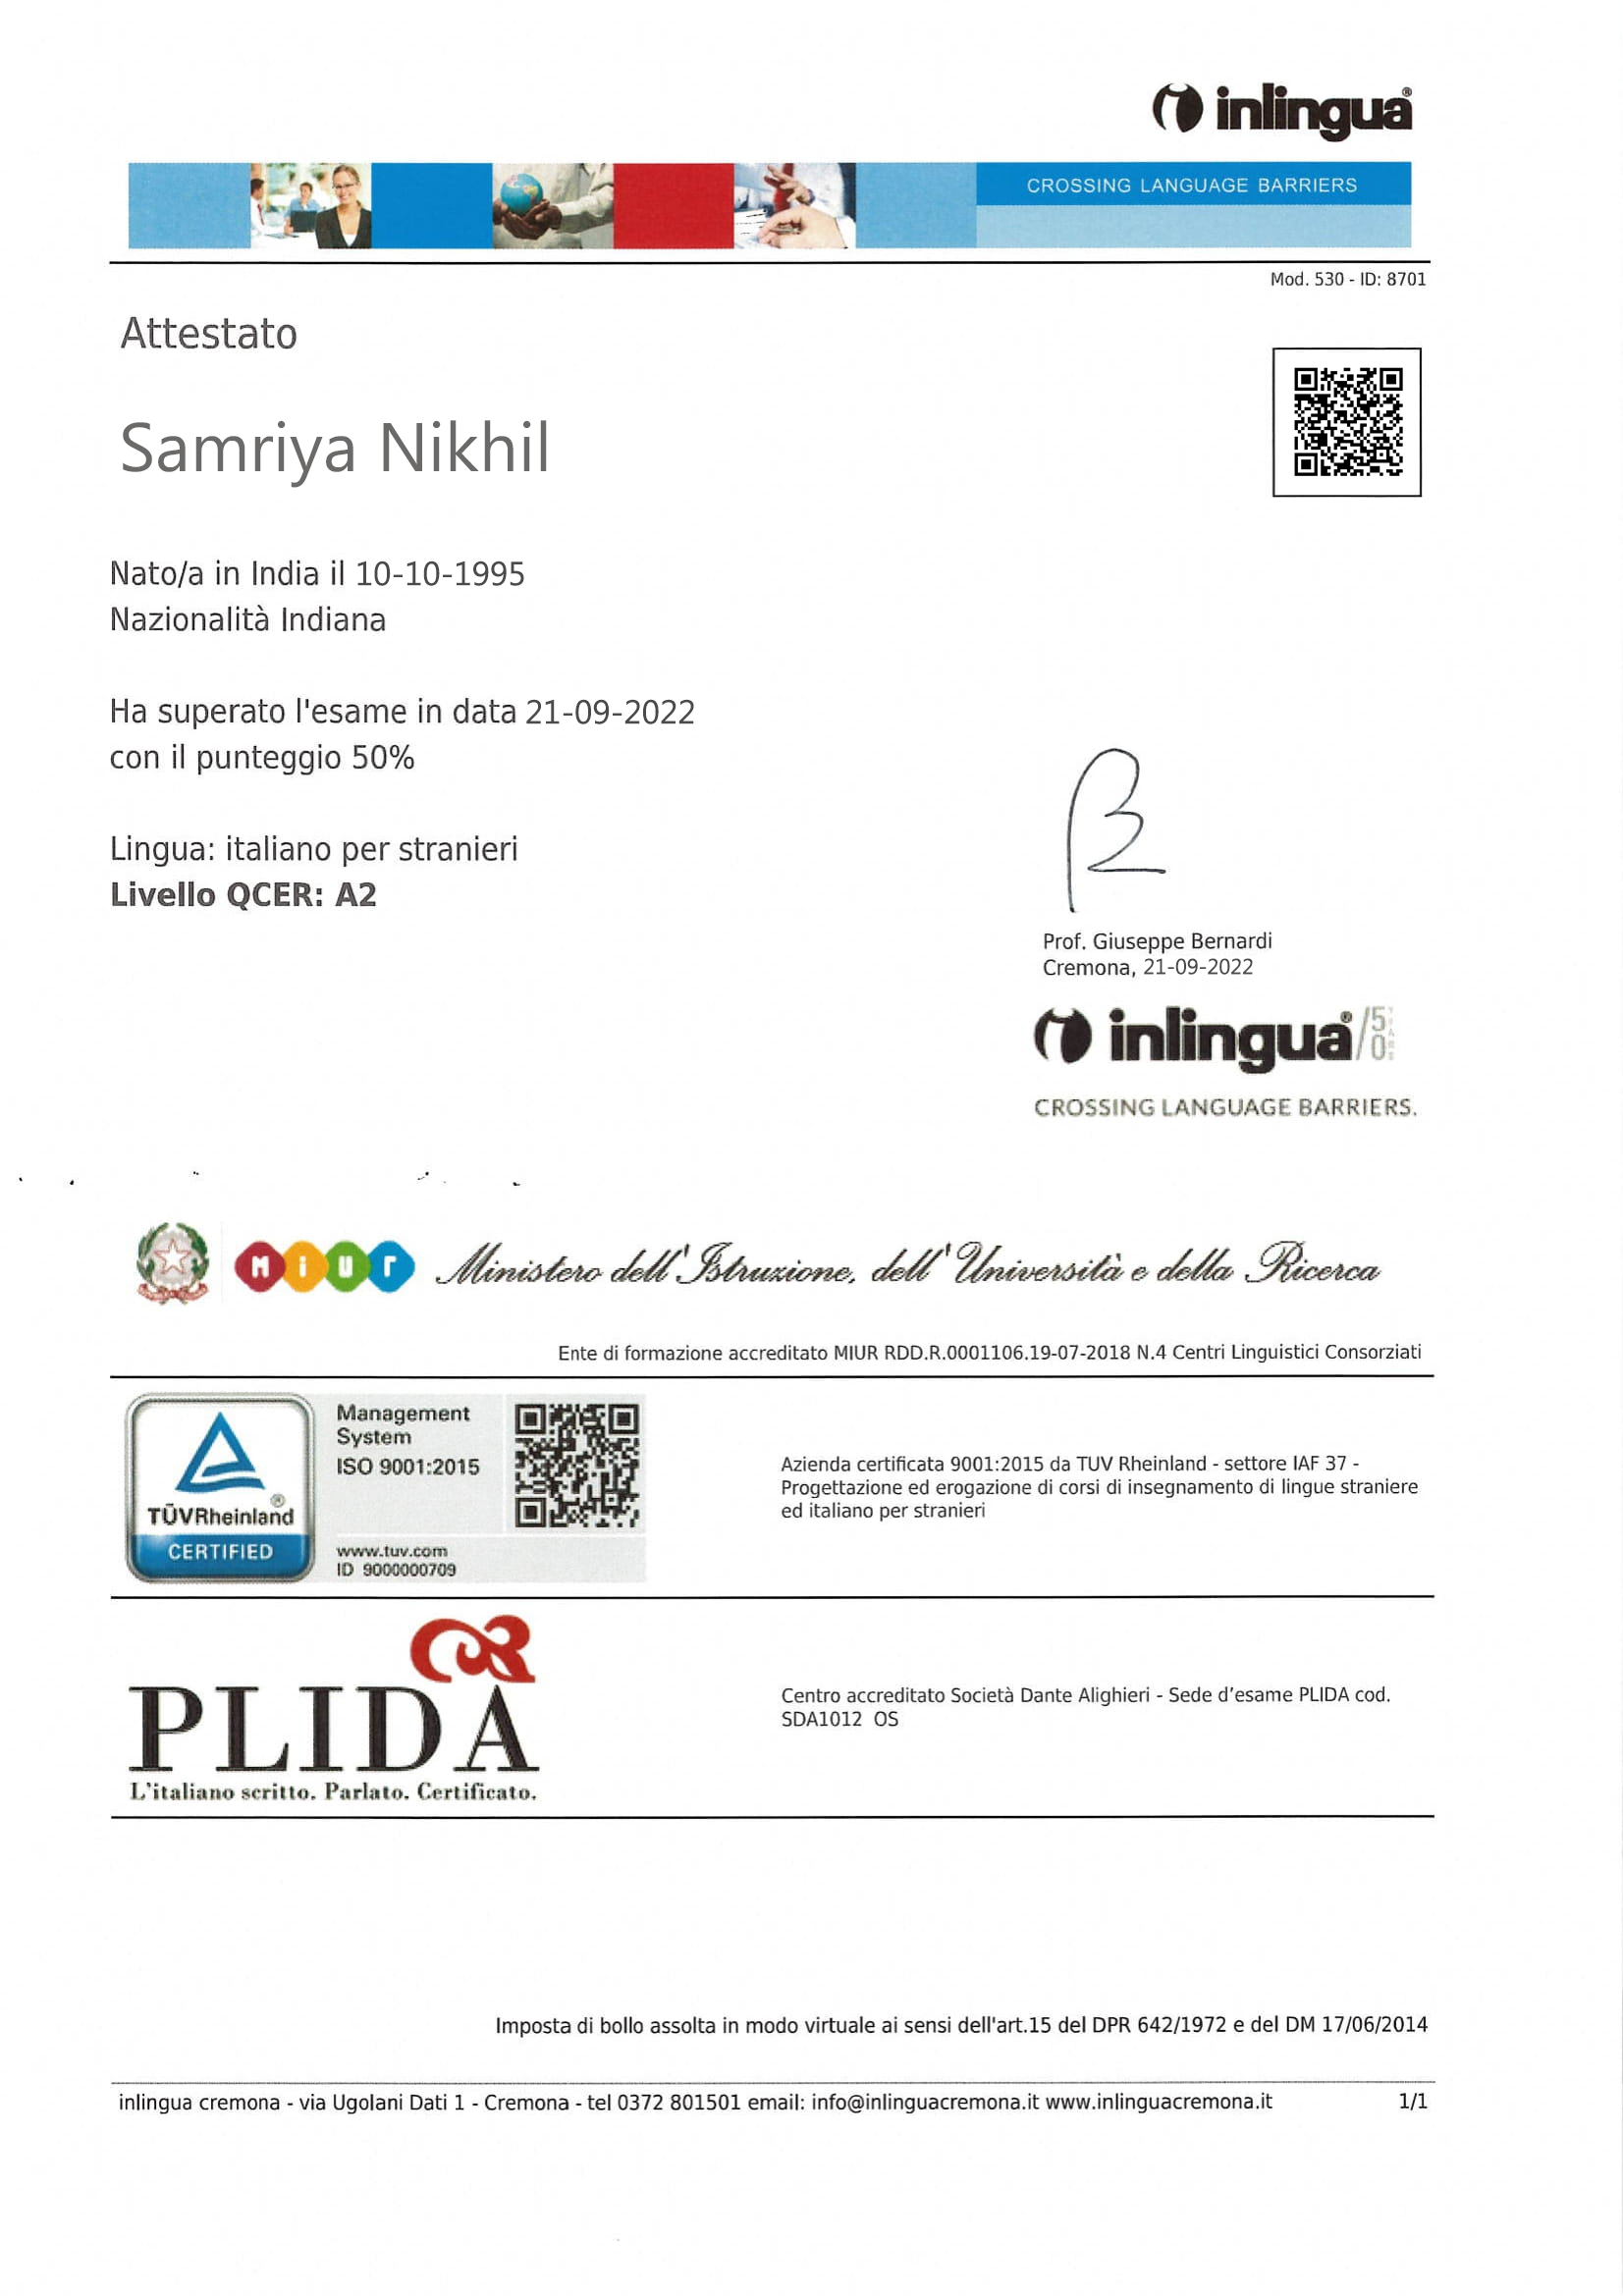 inlingua®
CROSSING LANGUAGE BARRIERS
Mod. 530 - ID: 8701
Attestato
Samriya Nikhil
Nato/a in India il 10-10-1995
Nazionalità Indiana
Ha superato l'esame in data 21-09-2022
con il punteggio 50%
Lingua: italiano per stranieri
Livello QCER: A2
Prof. Giuseppe Bernardi
Cremona, 21-09-2022
inlingua® /50 YEARS
CROSSING LANGUAGE BARRIERS.
MIUR Ministero dell'Istruzione, dell'Università e della Ricerca
Ente di formazione accreditato MIUR RDD.R.0001106.19-07-2018 N.4 Centri Linguistici Consorziati
Management
System
ISO 9001:2015
TÜVRheinland®
CERTIFIED
www.tuv.com
ID 9000000709
Azienda certificata 9001:2015 da TUV Rheinland - settore IAF 37 -
Progettazione ed erogazione di corsi di insegnamento di lingue straniere
ed italiano per stranieri
PLIDA
L'italiano scritto. Parlato. Certificato.
Centro accreditato Società Dante Alighieri - Sede d'esame PLIDA cod.
SDA1012 OS
Imposta di bollo assolta in modo virtuale ai sensi dell'art.15 del DPR 642/1972 e del DM 17/06/2014
inlingua cremona - via Ugolani Dati 1 - Cremona - tel 0372 801501 email: info@inlinguacremona.it www.inlinguacremona.it 1/1